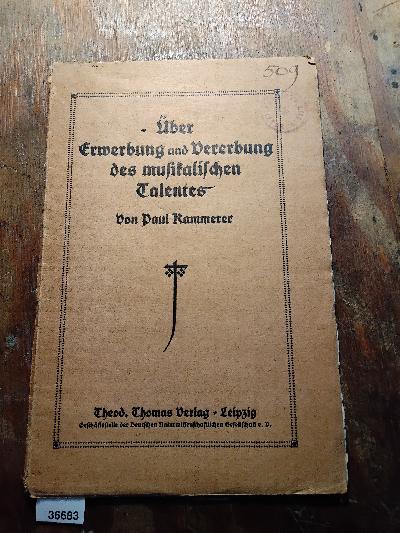 509
Über
Erwerbung und Vererbung
des musikalischen
Talentes
Von Paul Kammerer
Theod. Thomas Verlag · Leipzig
Geschäftsstelle der Deutschen Naturwissenschaftlichen Gesellschaft e. V.
36683